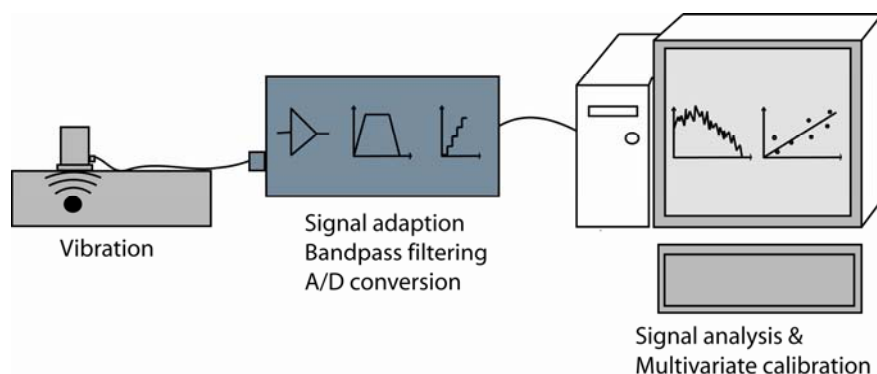 Vibration
Signal adaption
Bandpass filtering
A/D conversion
Signal analysis &
Multivariate calibration